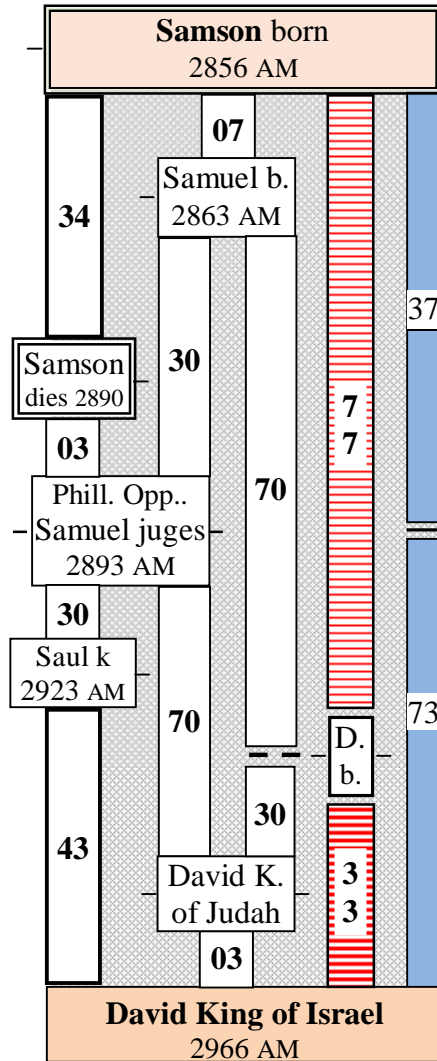 Samson born
2856 AM
07
Samuel b.
2863 AM
34
30
37
Samson
dies 2890
7
7
03
70
Phill. Opp..
Samuel juges
2893 AM
30
Saul k
2923 AM
70
73
D.
b.
30
43
David K.
of Judah
3
3
03
David King of Israel
2966 AM